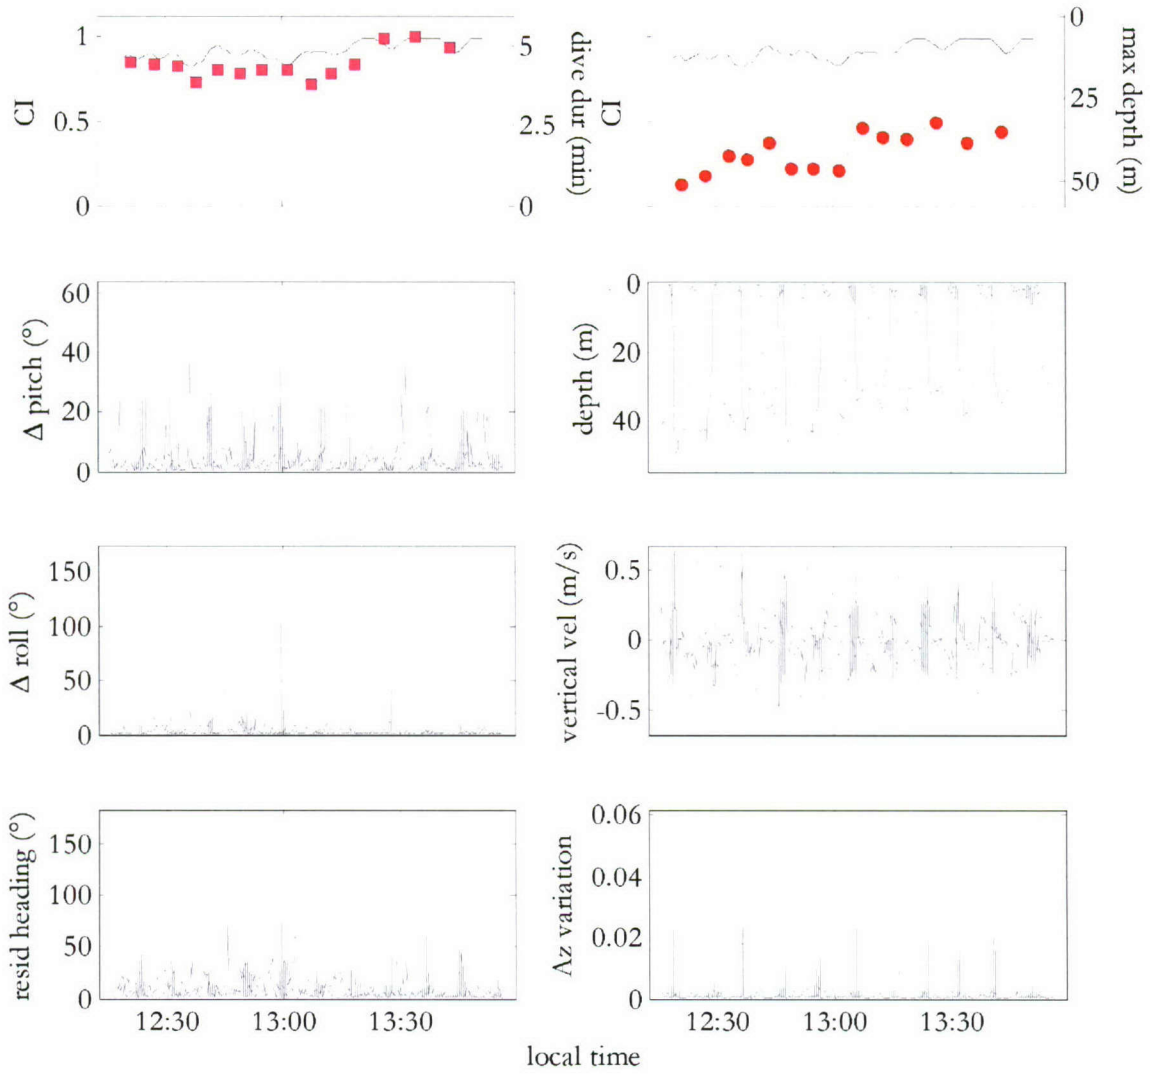 1
0.5
0
CI
5
2.5
0
dive dur (min)
CI
0
25
50
max depth (m)
60
40
20
0
Δ pitch (°)
0
20
40
depth (m)
150
100
50
0
Δ roll (°)
0.5
0
-0.5
vertical vel (m/s)
150
100
50
0
resid heading (°)
12:30 13:00 13:30
0.06
0.04
0.02
0
Az variation
12:30 13:00 13:30
local time